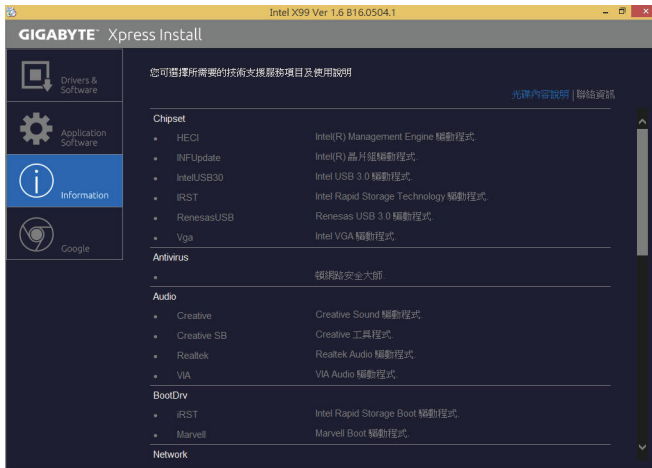 Intel X99 Ver 1.6 B16.0504.1
GIGABYTE™ Xpress Install
Drivers & Software
Application Software
Information
Google
您可選擇所需要的技術支援服務項目及使用說明
光碟內容說明 | 聯絡資訊
Chipset
• HECI Intel(R) Management Engine 驅動程式.
• INFUpdate Intel(R) 晶片組驅動程式.
• IntelUSB30 Intel USB 3.0 驅動程式.
• IRST Intel Rapid Storage Technology 驅動程式.
• RenesasUSB Renesas USB 3.0 驅動程式.
• Vga Intel VGA 驅動程式.
Antivirus
• 頓網路安全大師.
Audio
• Creative Creative Sound 驅動程式.
• Creative SB Creative 工具程式.
• Realtek Realtek Audio 驅動程式.
• VIA VIA Audio 驅動程式.
BootDrv
• iRST Intel Rapid Storage Boot 驅動程式.
• Marvell Marvell Boot 驅動程式.
Network